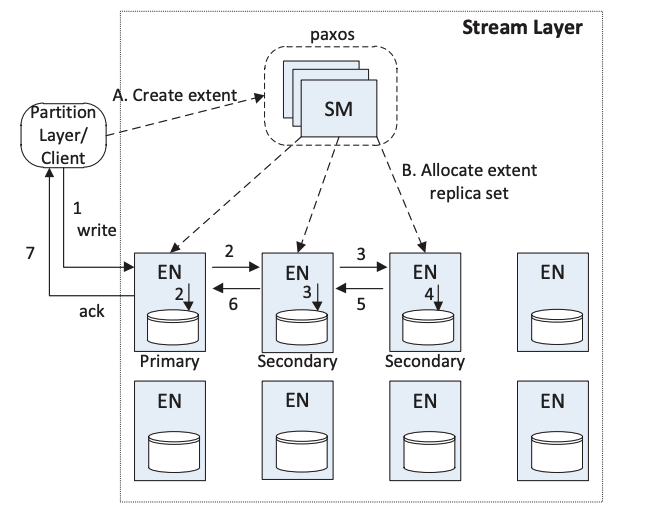 Stream Layer
paxos
SM
A. Create extent
Partition
Layer/
Client
B. Allocate extent
replica set
1
write
7
ack
EN
2
2
6
EN
3
3
5
EN
4
EN
Primary
Secondary
Secondary
EN
EN
EN
EN